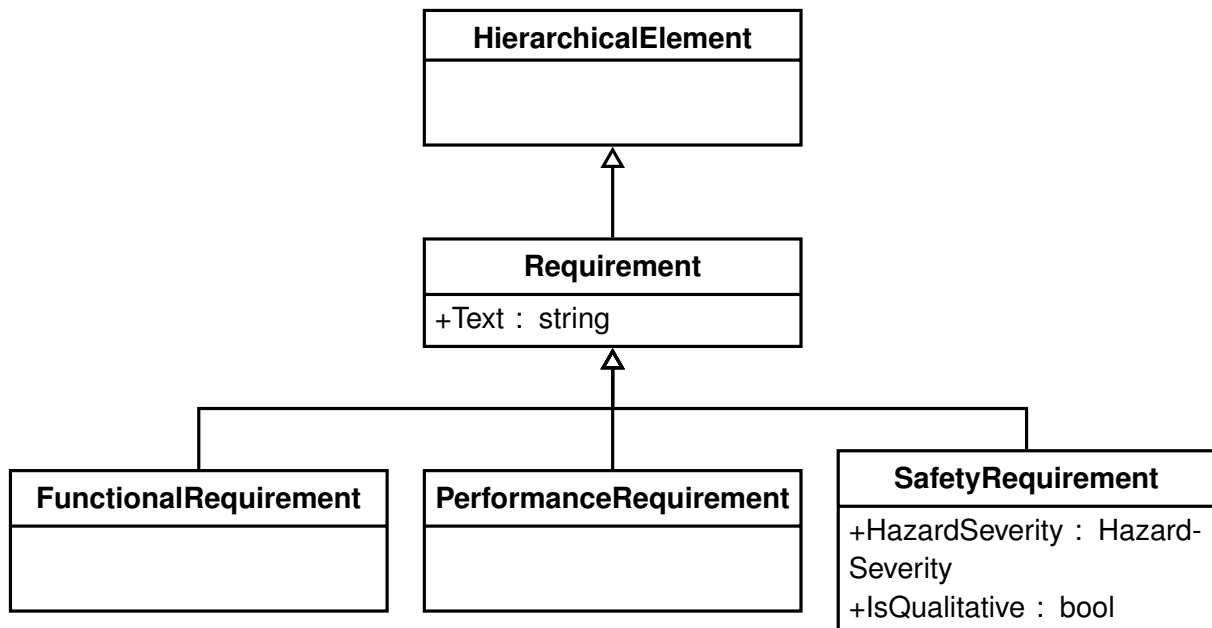 HierarchicalElement
Requirement
+Text : string
FunctionalRequirement
PerformanceRequirement
SafetyRequirement
+HazardSeverity : Hazard-
Severity
+IsQualitative : bool